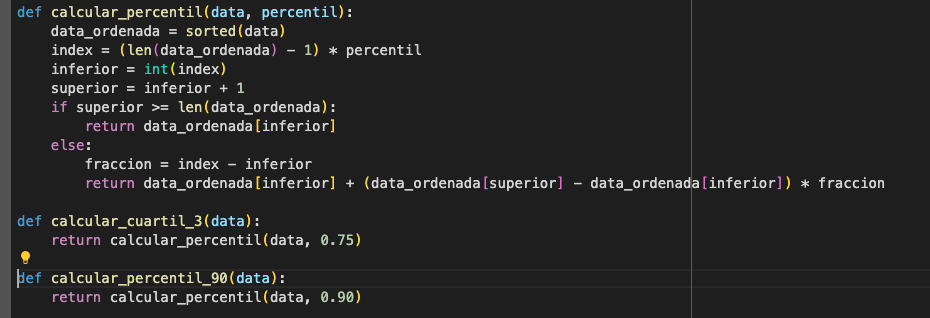 def calcular_percentil(data, percentil):
    data_ordenada = sorted(data)
    index = (len(data_ordenada) - 1) * percentil
    inferior = int(index)
    superior = inferior + 1
    if superior >= len(data_ordenada):
        return data_ordenada[inferior]
    else:
        fraccion = index - inferior
        return data_ordenada[inferior] + (data_ordenada[superior] - data_ordenada[inferior]) * fraccion

def calcular_cuartil_3(data):
    return calcular_percentil(data, 0.75)

def calcular_percentil_90(data):
    return calcular_percentil(data, 0.90)